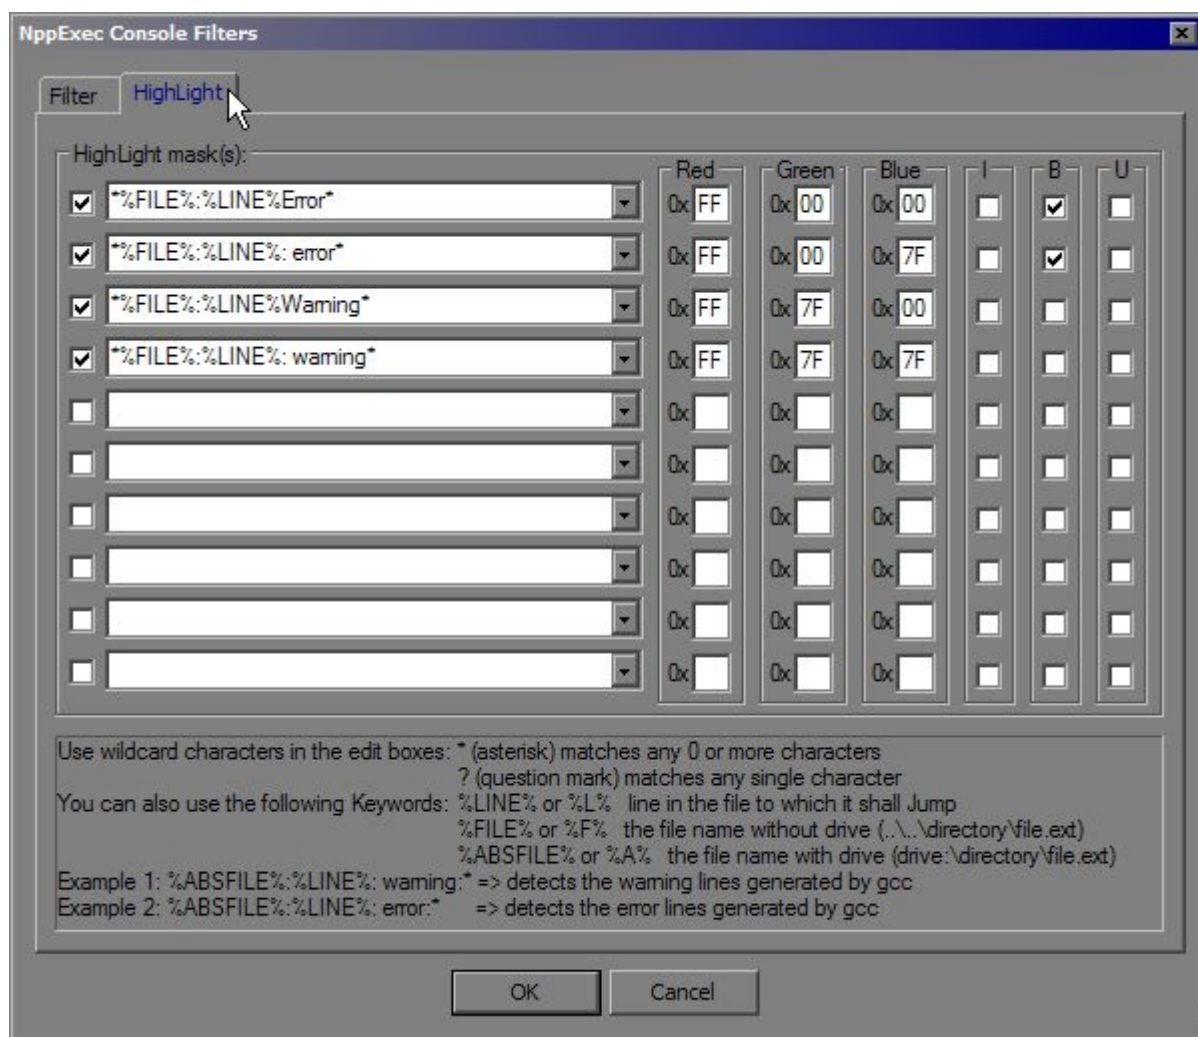 NppExec Console Filters
Filter HighLight
HighLight mask(s): Red Green Blue I B U
*%FILE%:%LINE%Error* 0x FF 0x 00 0x 00
*%FILE%:%LINE%: error* 0x FF 0x 00 0x 7F
*%FILE%:%LINE%Warning* 0x FF 0x 7F 0x 00
*%FILE%:%LINE%: warning* 0x FF 0x 7F 0x 7F
0x 0x 0x
0x 0x 0x
0x 0x 0x
0x 0x 0x
0x 0x 0x
0x 0x 0x
Use wildcard characters in the edit boxes: * (asterisk) matches any 0 or more characters
? (question mark) matches any single character
You can also use the following Keywords: %LINE% or %L% line in the file to which it shall Jump
%FILE% or %F% the file name without drive (..\..\directory\file.ext)
%ABSFILE% or %A% the file name with drive (drive:\directory\file.ext)
Example 1: %ABSFILE%:%LINE%: warning:* => detects the warning lines generated by gcc
Example 2: %ABSFILE%:%LINE%: error:* => detects the error lines generated by gcc
OK Cancel